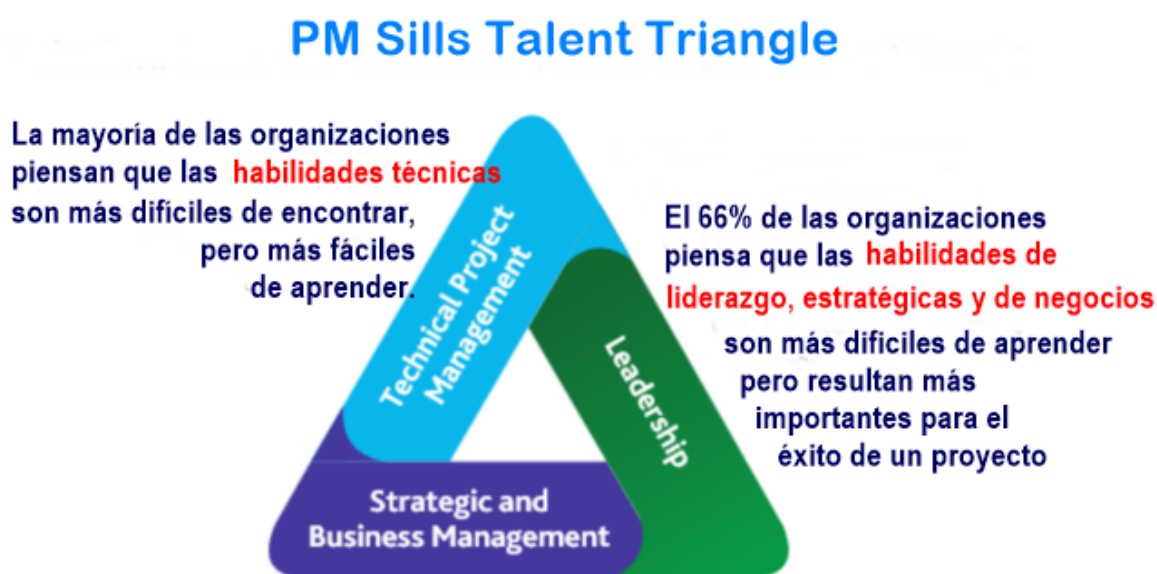 PM Sills Talent Triangle
La mayoría de las organizaciones
piensan que las habilidades técnicas
son más difíciles de encontrar,
pero más fáciles
de aprender.
El 66% de las organizaciones
piensa que las habilidades de
liderazgo, estratégicas y de negocios
son más dificiles de aprender
pero resultan más
importantes para el
éxito de un proyecto
Technical Project
Management
Leadership
Strategic and
Business Management